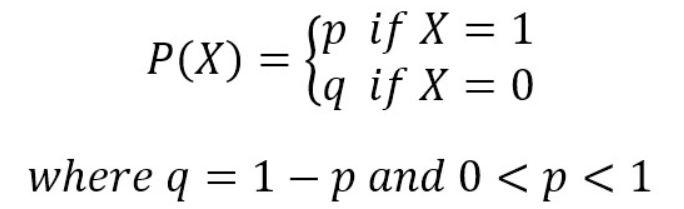 P(X) = {p if X = 1
q if X = 0
where q = 1 − p and 0 < p < 1